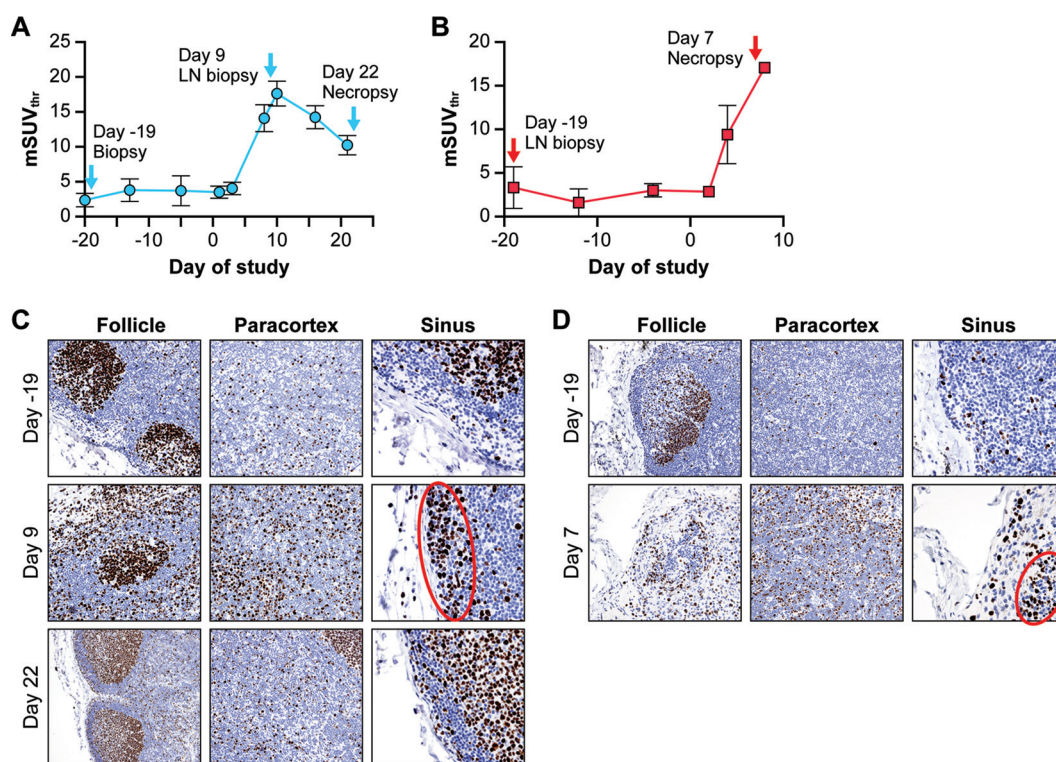 A
25
20
15
10
5
0
mSUVthr
Day -19
Biopsy
Day 9
LN biopsy
Day 22
Necropsy
-20
-10
0
10
20
Day of study
B
20
15
10
5
0
mSUVthr
Day -19
LN biopsy
Day 7
Necropsy
-20
-10
0
10
Day of study
C
Follicle
Paracortex
Sinus
Day -19
Day 9
Day 22
D
Follicle
Paracortex
Sinus
Day -19
Day 7